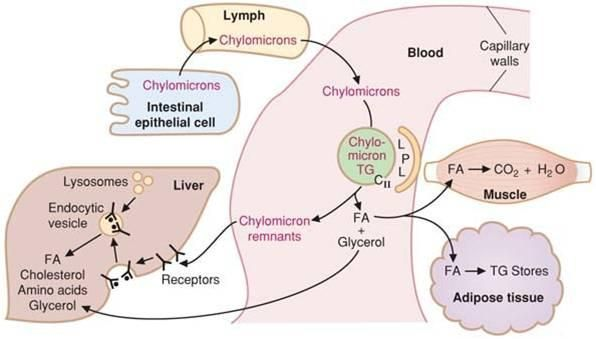 Lymph
Chylomicrons
Blood
Capillary
walls
Chylomicrons
Intestinal
epithelial cell
Chylomicrons
Chylo-
micron
TG
CII
L
P
L
FA → CO2 + H2O
Muscle
Lysosomes
Liver
Endocytic
vesicle
FA
Cholesterol
Amino acids
Glycerol
Receptors
Chylomicron
remnants
FA
+
Glycerol
FA → TG Stores
Adipose tissue